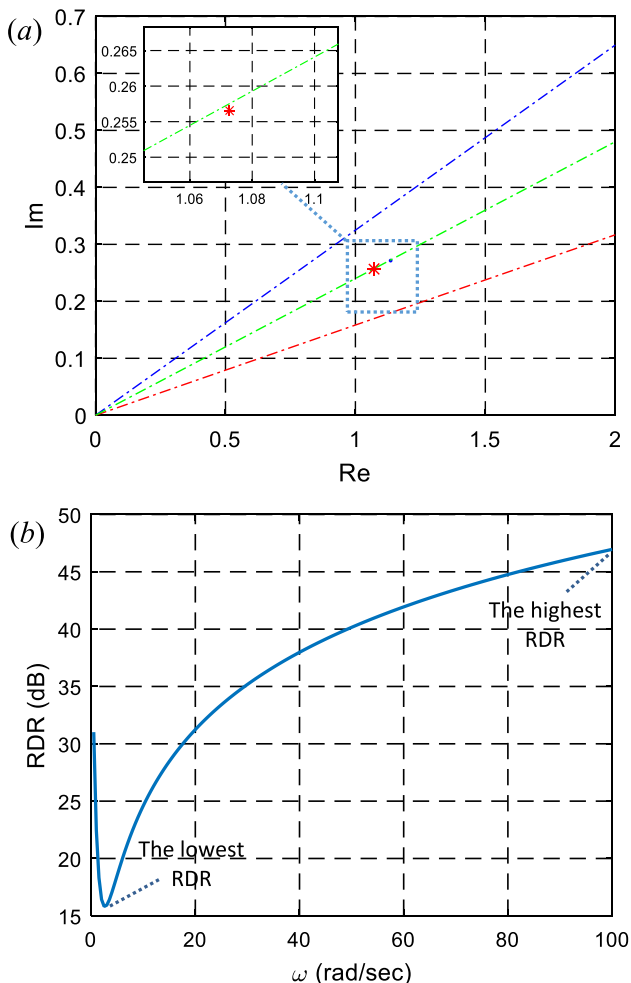 (a)
0.7
0.6
0.5
0.4
0.3
0.2
0.1
0
Im
0.265
0.26
0.255
0.25
1.06 1.08 1.1
0 0.5 1 1.5 2
Re
(b)
50
45
40
35
30
25
20
15
RDR (dB)
The highest
RDR
The lowest
RDR
0 20 40 60 80 100
ω (rad/sec)